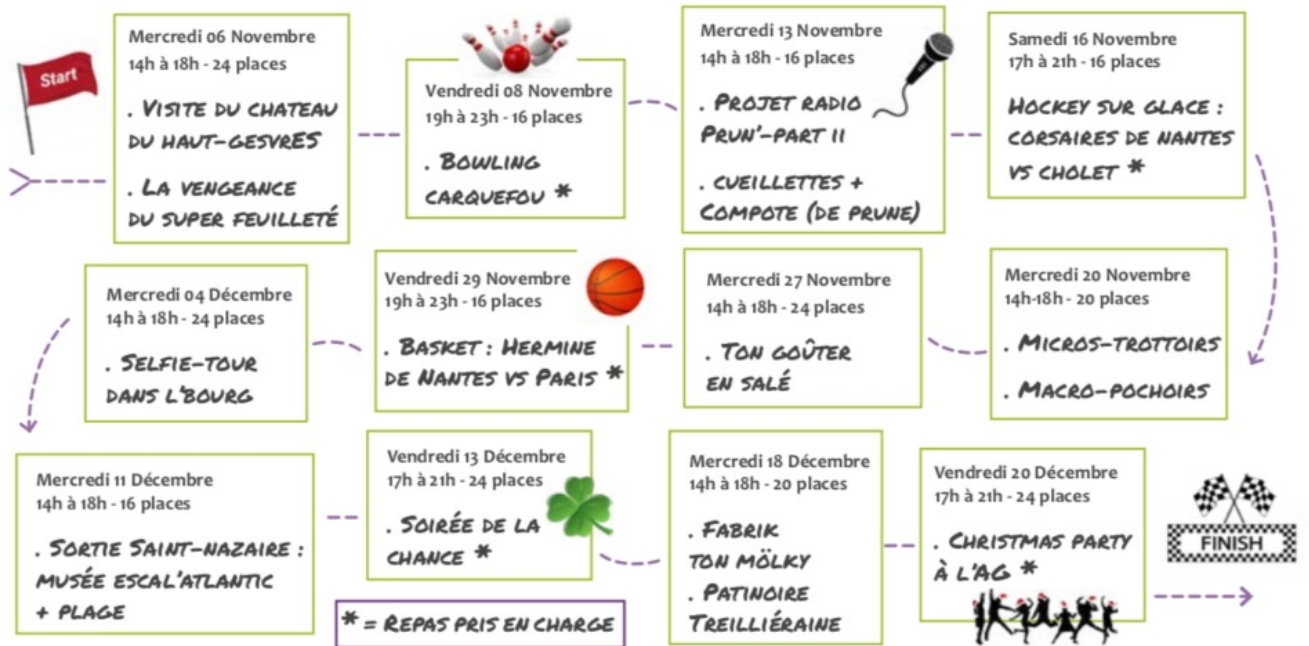 Start
Mercredi 06 Novembre
14h à 18h - 24 places
. VISITE DU CHATEAU
DU HAUT-GESVRES
. LA VENGEANCE
DU SUPER FEUILLETÉ
Vendredi 08 Novembre
19h à 23h - 16 places
. BOWLING
CARQUEFOU *
Mercredi 13 Novembre
14h à 18h - 16 places
. PROJET RADIO
PRUN'-PART II
. CUEILLETTES +
COMPOTE (DE PRUNE)
Samedi 16 Novembre
17h à 21h - 16 places
HOCKEY SUR GLACE :
CORSAIRES DE NANTES
VS CHOLET *
Mercredi 20 Novembre
14h-18h - 20 places
. MICROS-TROTTOIRS
. MACRO-POCHOIRS
Mercredi 27 Novembre
14h à 18h - 24 places
. TON GOÛTER
EN SALÉ
Vendredi 29 Novembre
19h à 23h - 16 places
. BASKET : HERMINE
DE NANTES VS PARIS *
Mercredi 04 Décembre
14h à 18h - 24 places
. SELFIE-TOUR
DANS L'BOURG
Mercredi 11 Décembre
14h à 18h - 16 places
. SORTIE SAINT-NAZAIRE :
MUSÉE ESCAL'ATLANTIC
+ PLAGE
Vendredi 13 Décembre
17h à 21h - 24 places
. SOIRÉE DE LA
CHANCE *
Mercredi 18 Décembre
14h à 18h - 20 places
. FABRIK
TON MÖLKY
. PATINOIRE
TREILLIÉRAINE
Vendredi 20 Décembre
17h à 21h - 24 places
. CHRISTMAS PARTY
À L'AG *
FINISH
* = REPAS PRIS EN CHARGE